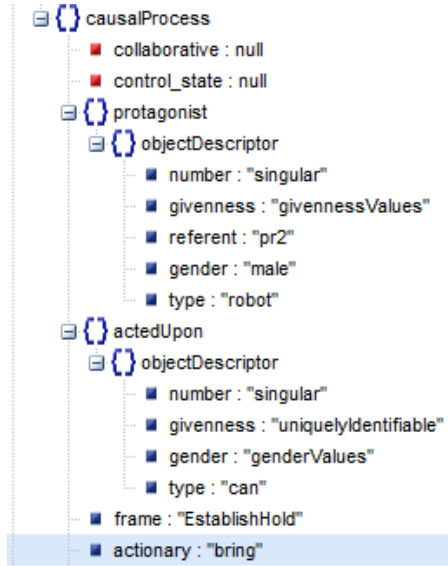 causalProcess
collaborative : null
control_state : null
protagonist
objectDescriptor
number : "singular"
givenness : "givennessValues"
referent : "pr2"
gender : "male"
type : "robot"
actedUpon
objectDescriptor
number : "singular"
givenness : "uniquelyIdentifiable"
gender : "genderValues"
type : "can"
frame : "EstablishHold"
actionary : "bring"